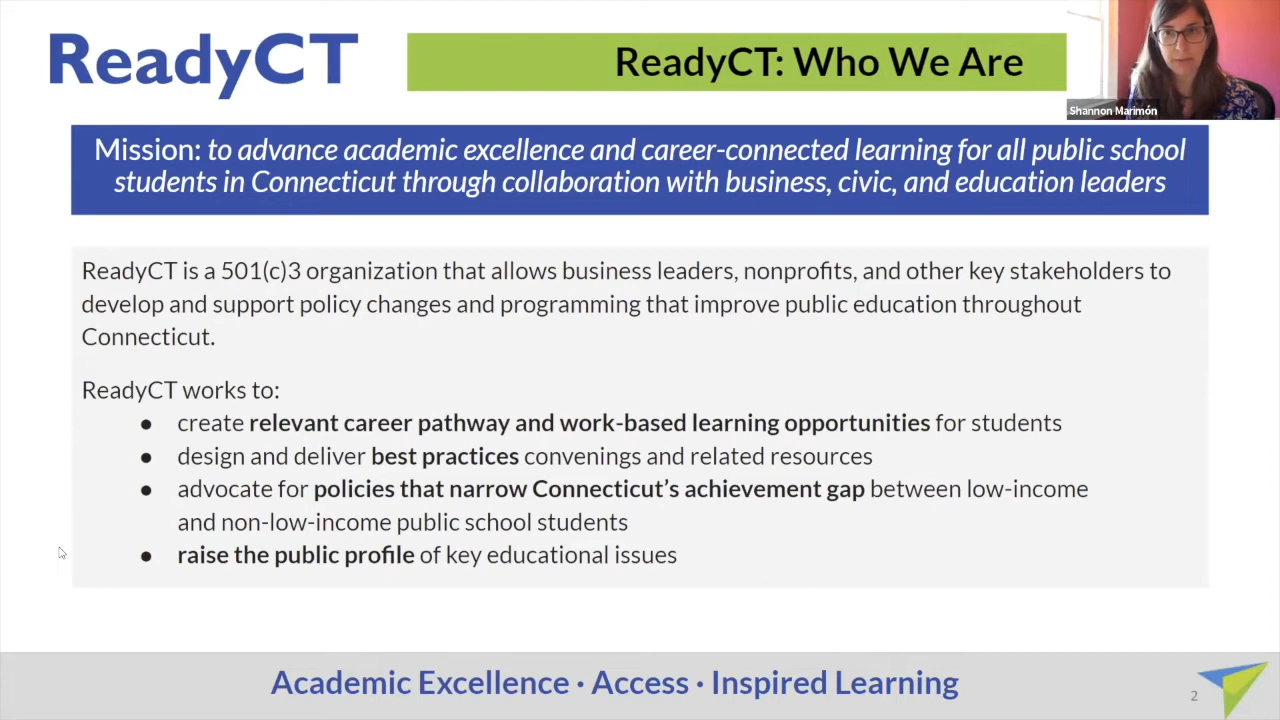 ReadyCT
ReadyCT: Who We Are
Shannon Marimón
Mission: to advance academic excellence and career-connected learning for all public school
students in Connecticut through collaboration with business, civic, and education leaders
ReadyCT is a 501(c)3 organization that allows business leaders, nonprofits, and other key stakeholders to
develop and support policy changes and programming that improve public education throughout
Connecticut.
ReadyCT works to:
● create relevant career pathway and work-based learning opportunities for students
● design and deliver best practices convenings and related resources
● advocate for policies that narrow Connecticut’s achievement gap between low-income
and non-low-income public school students
● raise the public profile of key educational issues
Academic Excellence · Access · Inspired Learning
2